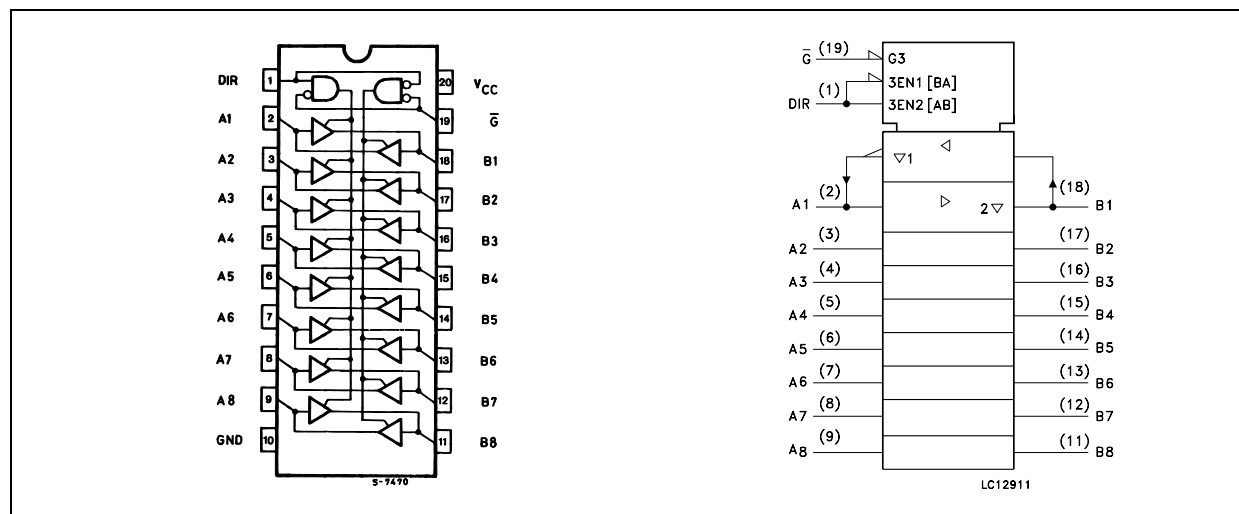 DIR 1 20 VCC
A1 2 19 G̅
A2 3 18 B1
A3 4 17 B2
A4 5 16 B3
A5 6 15 B4
A6 7 14 B5
A7 8 13 B6
A8 9 12 B7
GND 10 11 B8
S-7470
G̅ (19) G3
3EN1 [BA]
DIR (1) 3EN2 [AB]
▽1 ◁
A1 (2) ▷ 2▽ (18) B1
A2 (3) (17) B2
A3 (4) (16) B3
A4 (5) (15) B4
A5 (6) (14) B5
A6 (7) (13) B6
A7 (8) (12) B7
A8 (9) (11) B8
LC12911